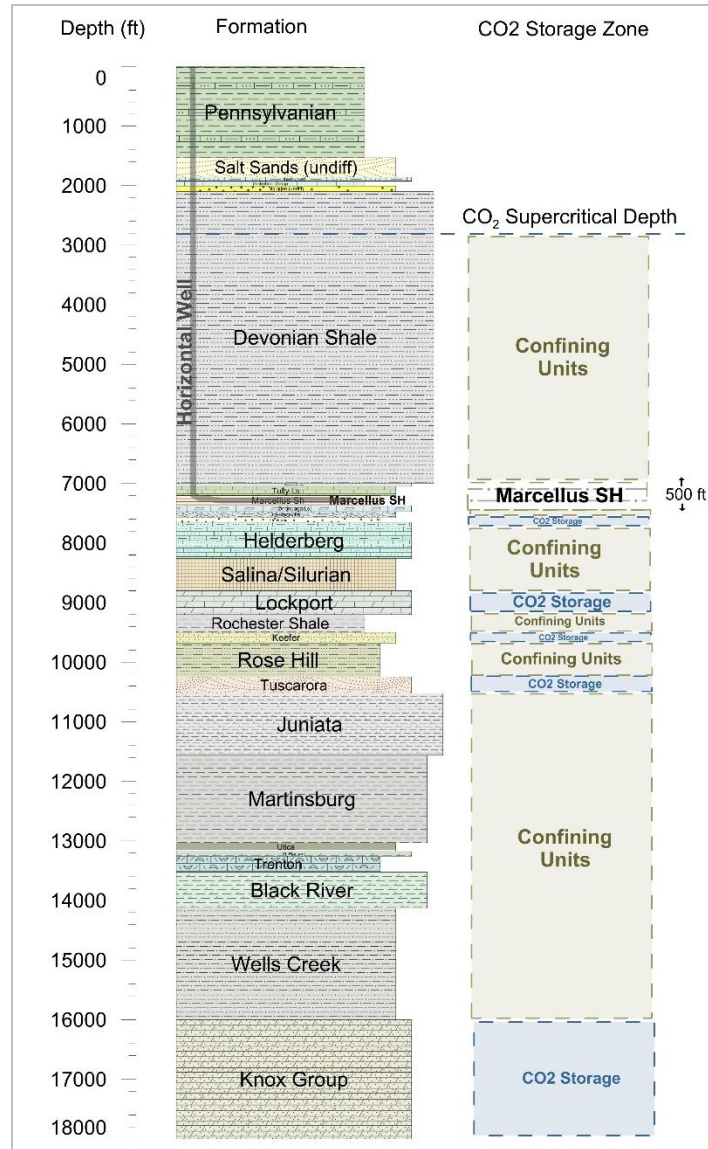 Depth (ft)
Formation
CO2 Storage Zone
0
1000
2000
3000
4000
5000
6000
7000
8000
9000
10000
11000
12000
13000
14000
15000
16000
17000
18000
Horizontal Well
Pennsylvanian
Salt Sands (undiff)
Devonian Shale
Tully Ls
Marcellus Sh
Marcellus SH
Helderberg
Salina/Silurian
Lockport
Rochester Shale
Keefer
Rose Hill
Tuscarora
Juniata
Martinsburg
Utica
Trenton
Black River
Wells Creek
Knox Group
CO2 Supercritical Depth
Confining
Units
Marcellus SH
500 ft
CO2 Storage
Confining
Units
CO2 Storage
Confining Units
CO2 Storage
Confining Units
CO2 Storage
Confining
Units
CO2 Storage